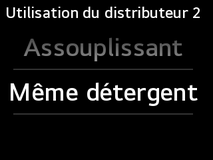 Utilisation du distributeur 2
Assouplissant
Même détergent